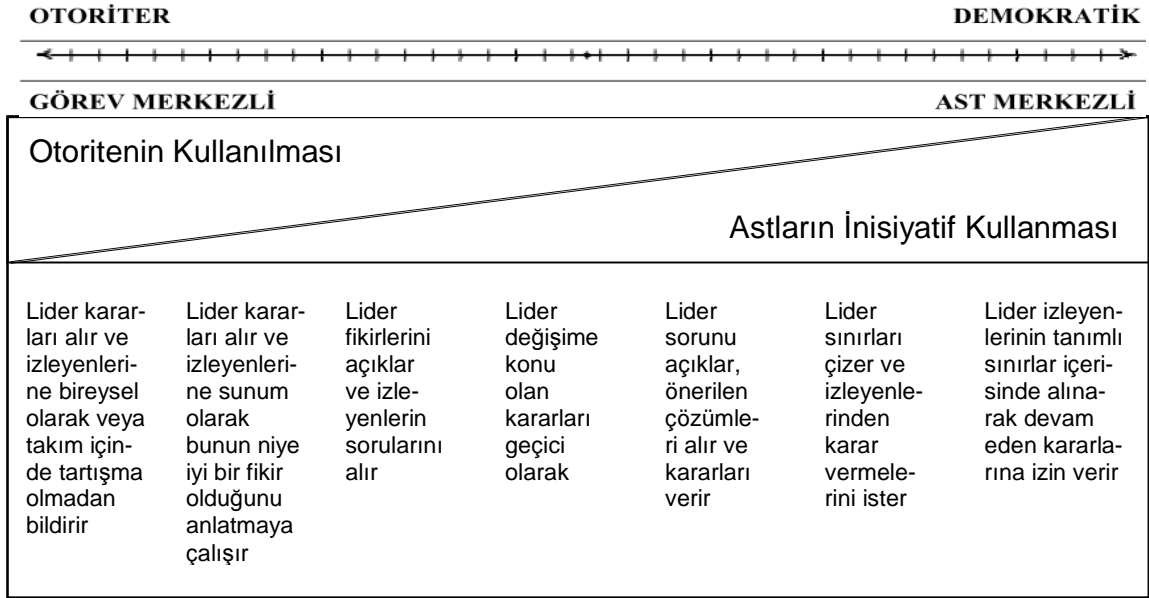 OTORİTER
DEMOKRATİK
GÖREV MERKEZLİ
AST MERKEZLİ
Otoritenin Kullanılması
Astların İnisiyatif Kullanması
Lider karar-
ları alır ve
izleyenleri-
ne bireysel
olarak veya
takım için-
de tartışma
olmadan
bildirir
Lider karar-
ları alır ve
izleyenleri-
ne sunum
olarak
bunun niye
iyi bir fikir
olduğunu
anlatmaya
çalışır
Lider
fikirlerini
açıklar
ve izle-
yenlerin
sorularını
alır
Lider
değişime
konu
olan
kararları
geçici
olarak
Lider
sorunu
açıklar,
önerilen
çözümle-
ri alır ve
kararları
verir
Lider
sınırları
çizer ve
izleyenle-
rinden
karar
vermele-
rini ister
Lider izleyen-
lerinin tanımlı
sınırlar içeri-
sinde alına-
rak devam
eden kararla-
rına izin verir